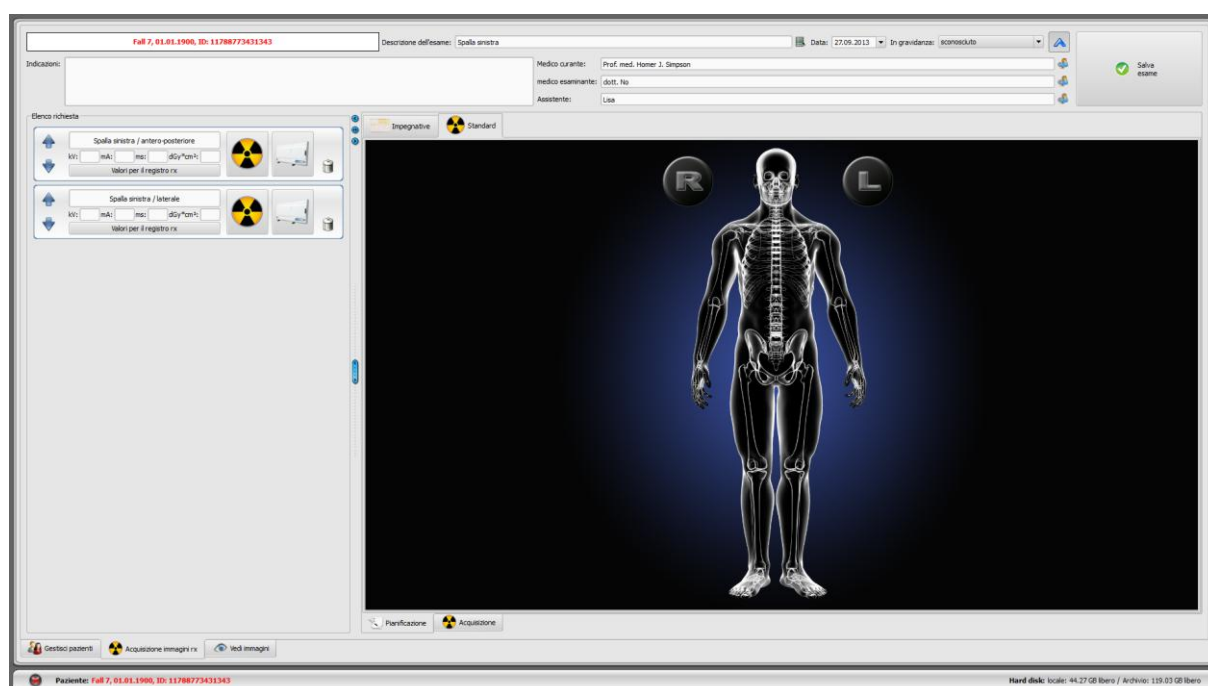 Fall 7, 01.01.1900, ID: 11788773431343
Descrizione dell'esame: Spalla sinistra
Data: 27.09.2013 In gravidanza: sconosciuto
Indicazioni:
Medico curante: Prof. med. Homer J. Simpson
medico esaminante: dott. No
Assistente: Lisa
Salva
esame
Elenco richiesta
Spalla sinistra / antero-posteriore
kV: mA: ms: dGy*cm²:
Valori per il registro rx
Spalla sinistra / laterale
kV: mA: ms: dGy*cm²:
Valori per il registro rx
Impegnative Standard
R L
Pianificazione Acquisizione
Gestisci pazienti Acquisizione immagini rx Vedi immagini
Paziente: Fall 7, 01.01.1900, ID: 11788773431343
Hard disk: locale: 44.27 GB libero / Archivio: 119.03 GB libero